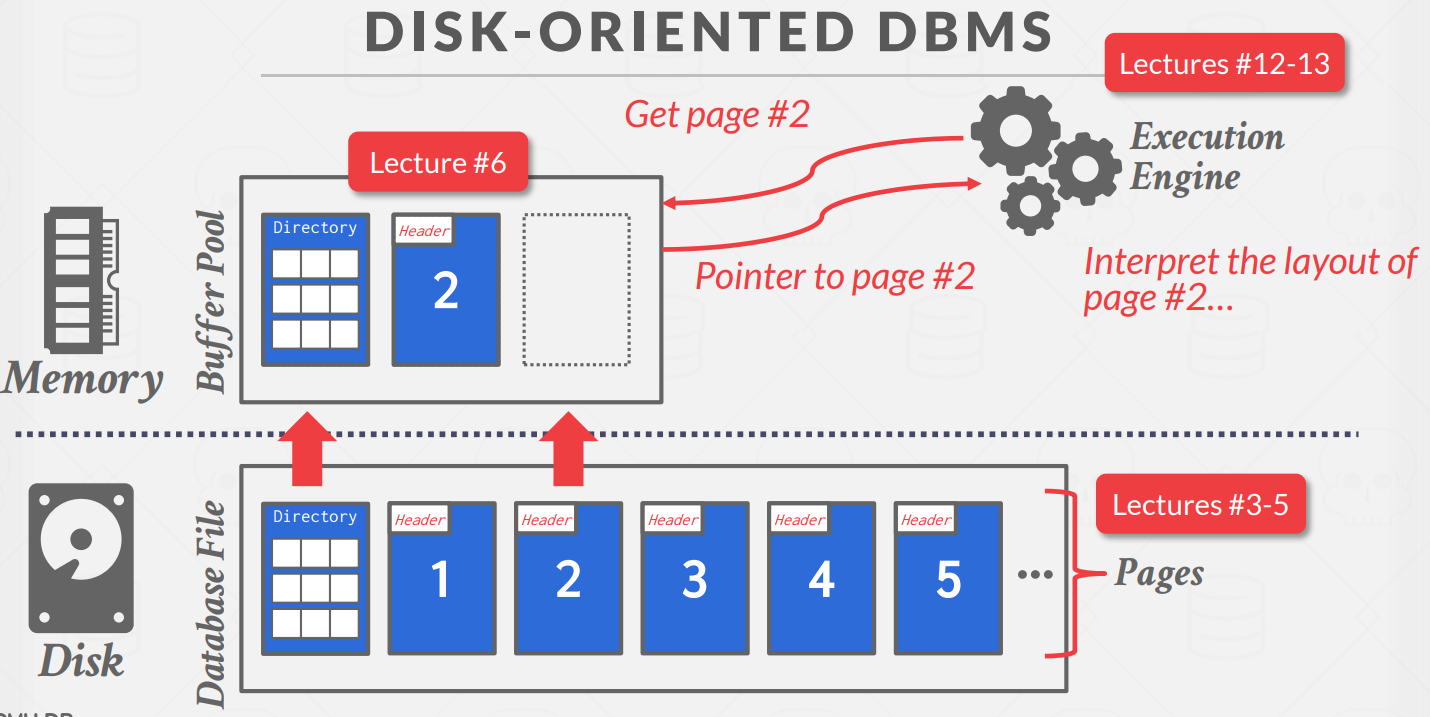 DISK-ORIENTED DBMS
Lectures #12-13
Get page #2
Execution
Engine
Lecture #6
Buffer Pool
Directory
Header
2
Pointer to page #2
Interpret the layout of
page #2...
Memory
Database File
Directory
Header
1
Header
2
Header
3
Header
4
Header
5
...
Lectures #3-5
Pages
Disk